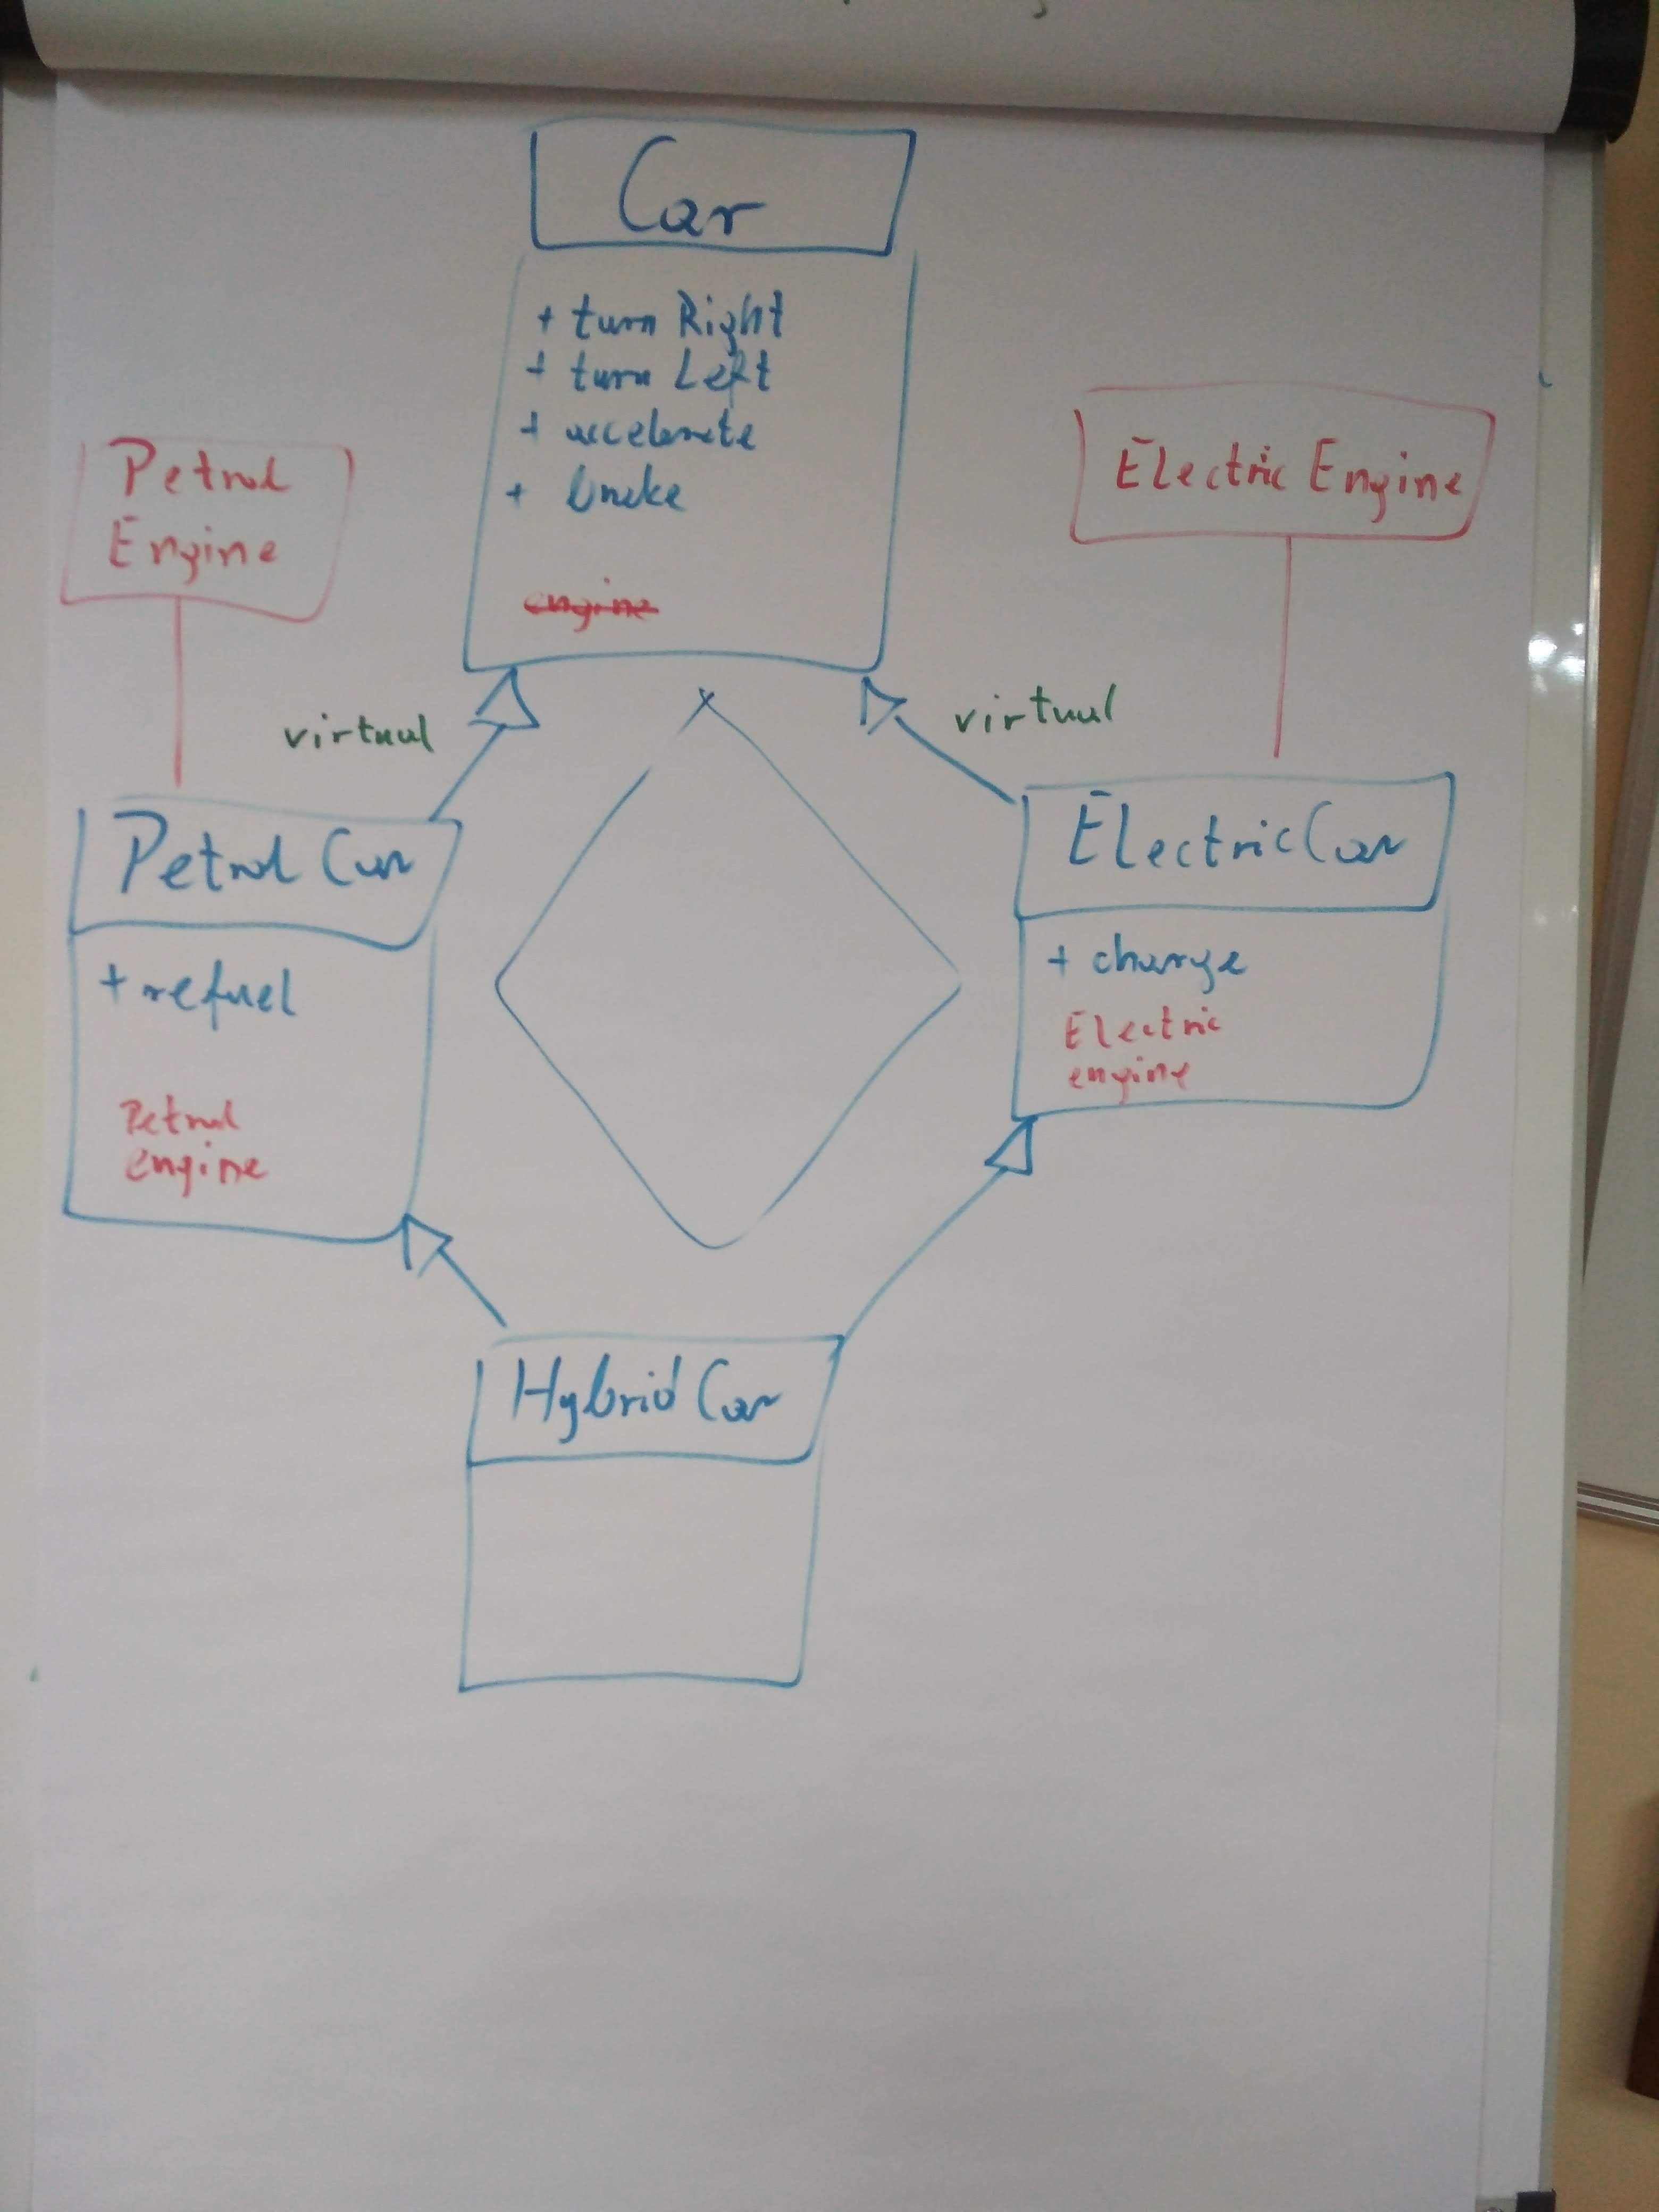 Car
+ turn Right
+ turn Left
+ accelerate
+ brake
engine
Petrol
Engine
Electric Engine
virtual
virtual
Petrol Car
+ refuel
Petrol
engine
ElectricCar
+ charge
Electric
engine
Hybrid Car